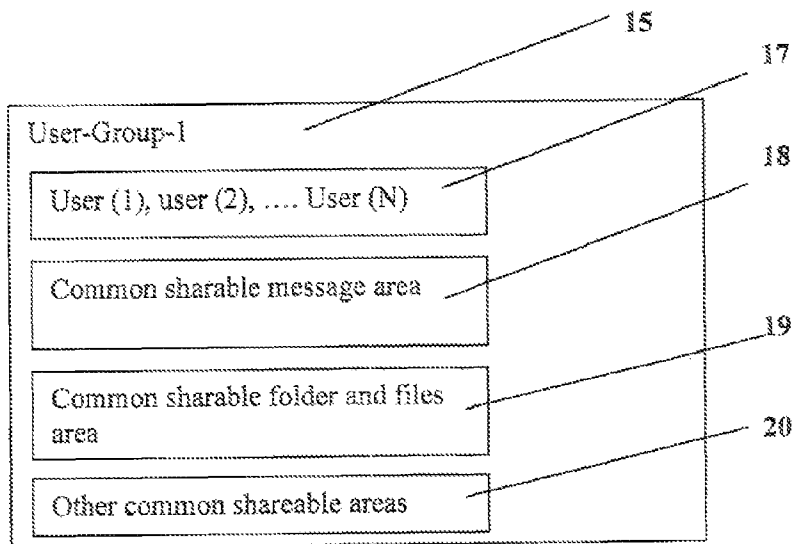 15
17
User-Group-1
18
User (1), user (2), .... User (N)
Common sharable message area
19
Common sharable folder and files
area
20
Other common shareable areas